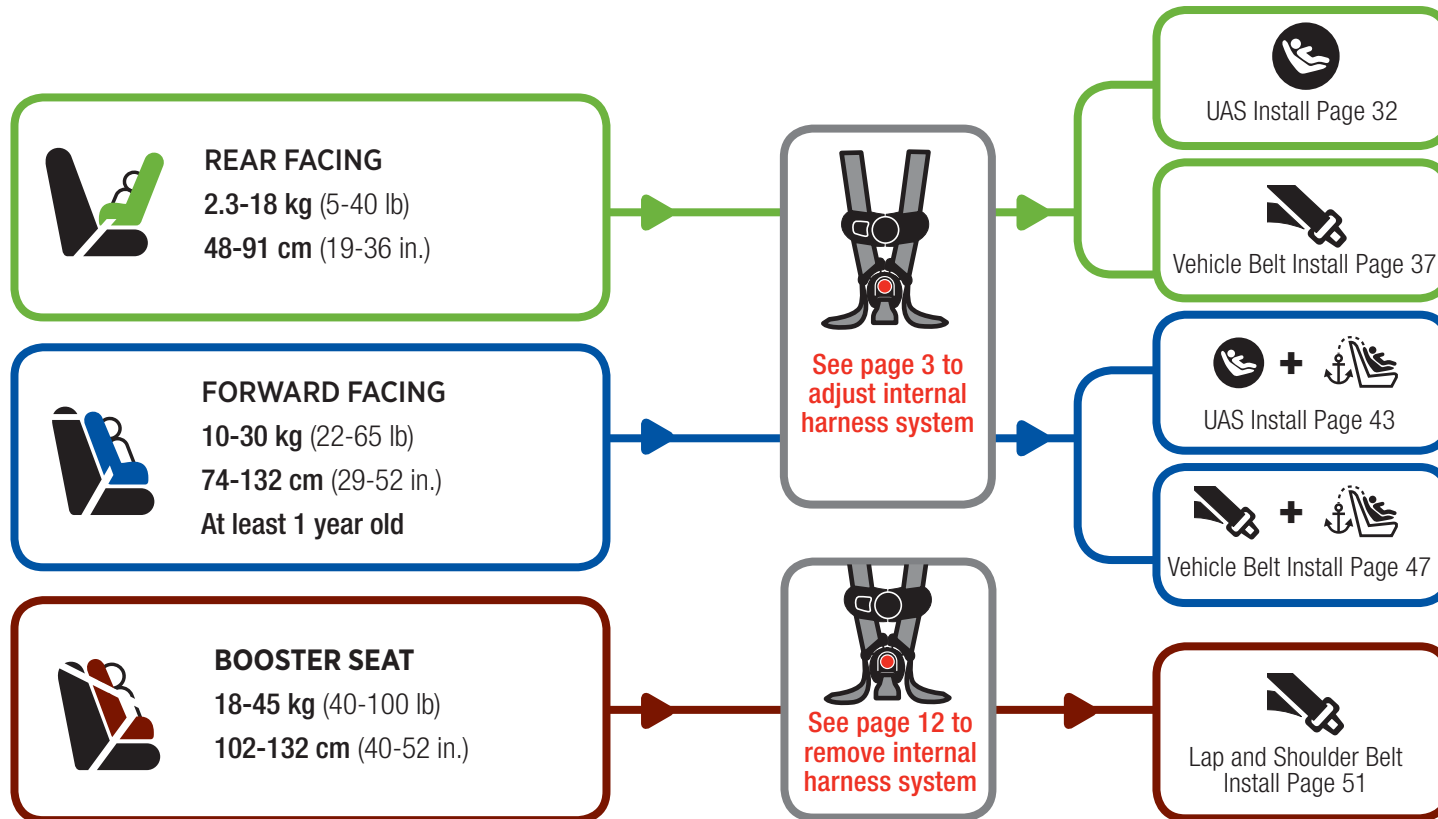 REAR FACING
2.3-18 kg (5-40 lb)
48-91 cm (19-36 in.)
FORWARD FACING
10-30 kg (22-65 lb)
74-132 cm (29-52 in.)
At least 1 year old
BOOSTER SEAT
18-45 kg (40-100 lb)
102-132 cm (40-52 in.)
See page 3 to
adjust internal
harness system
See page 12 to
remove internal
harness system
UAS Install Page 32
Vehicle Belt Install Page 37
+
UAS Install Page 43
+
Vehicle Belt Install Page 47
Lap and Shoulder Belt
Install Page 51